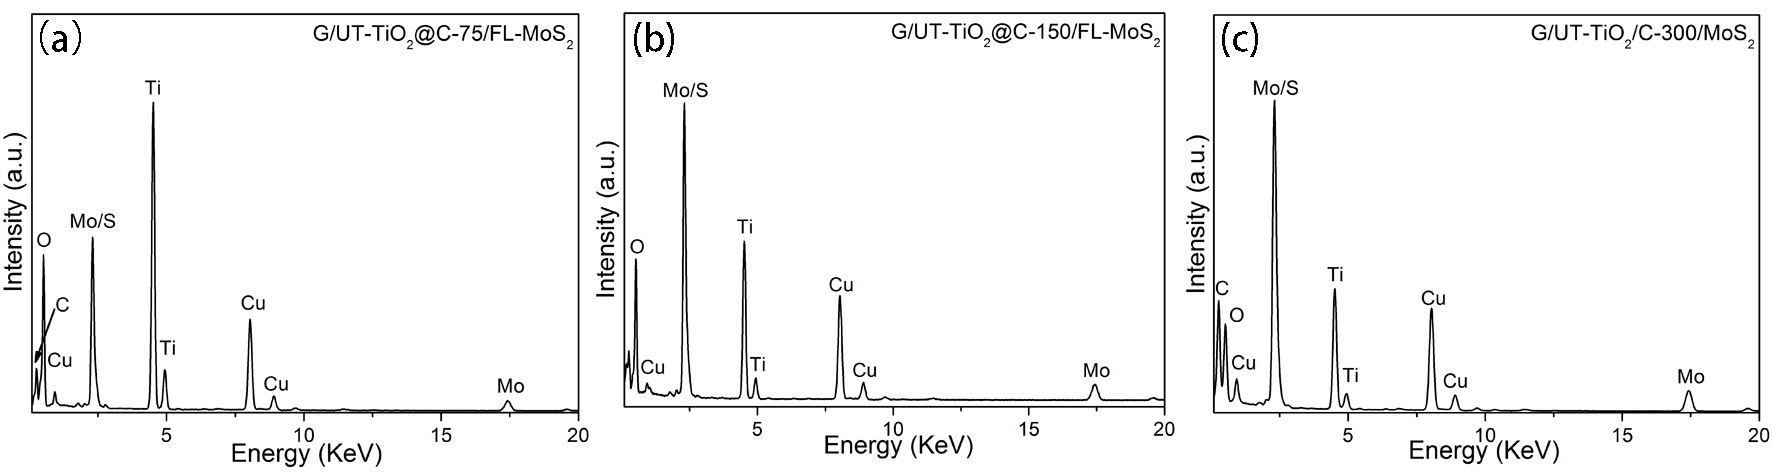 (a)
G/UT-TiO2@C-75/FL-MoS2
Ti
Mo/S
O
C
Cu
Ti
Cu
Cu
Mo
5
10
15
20
Energy (KeV)
Intensity (a.u.)
(b)
G/UT-TiO2@C-150/FL-MoS2
Mo/S
Ti
O
Cu
Cu
Ti
Cu
Mo
5
10
15
20
Energy (KeV)
Intensity (a.u.)
(c)
G/UT-TiO2/C-300/MoS2
Mo/S
Ti
C
Cu
O
Cu
Ti
Cu
Mo
5
10
15
20
Energy (KeV)
Intensity (a.u.)